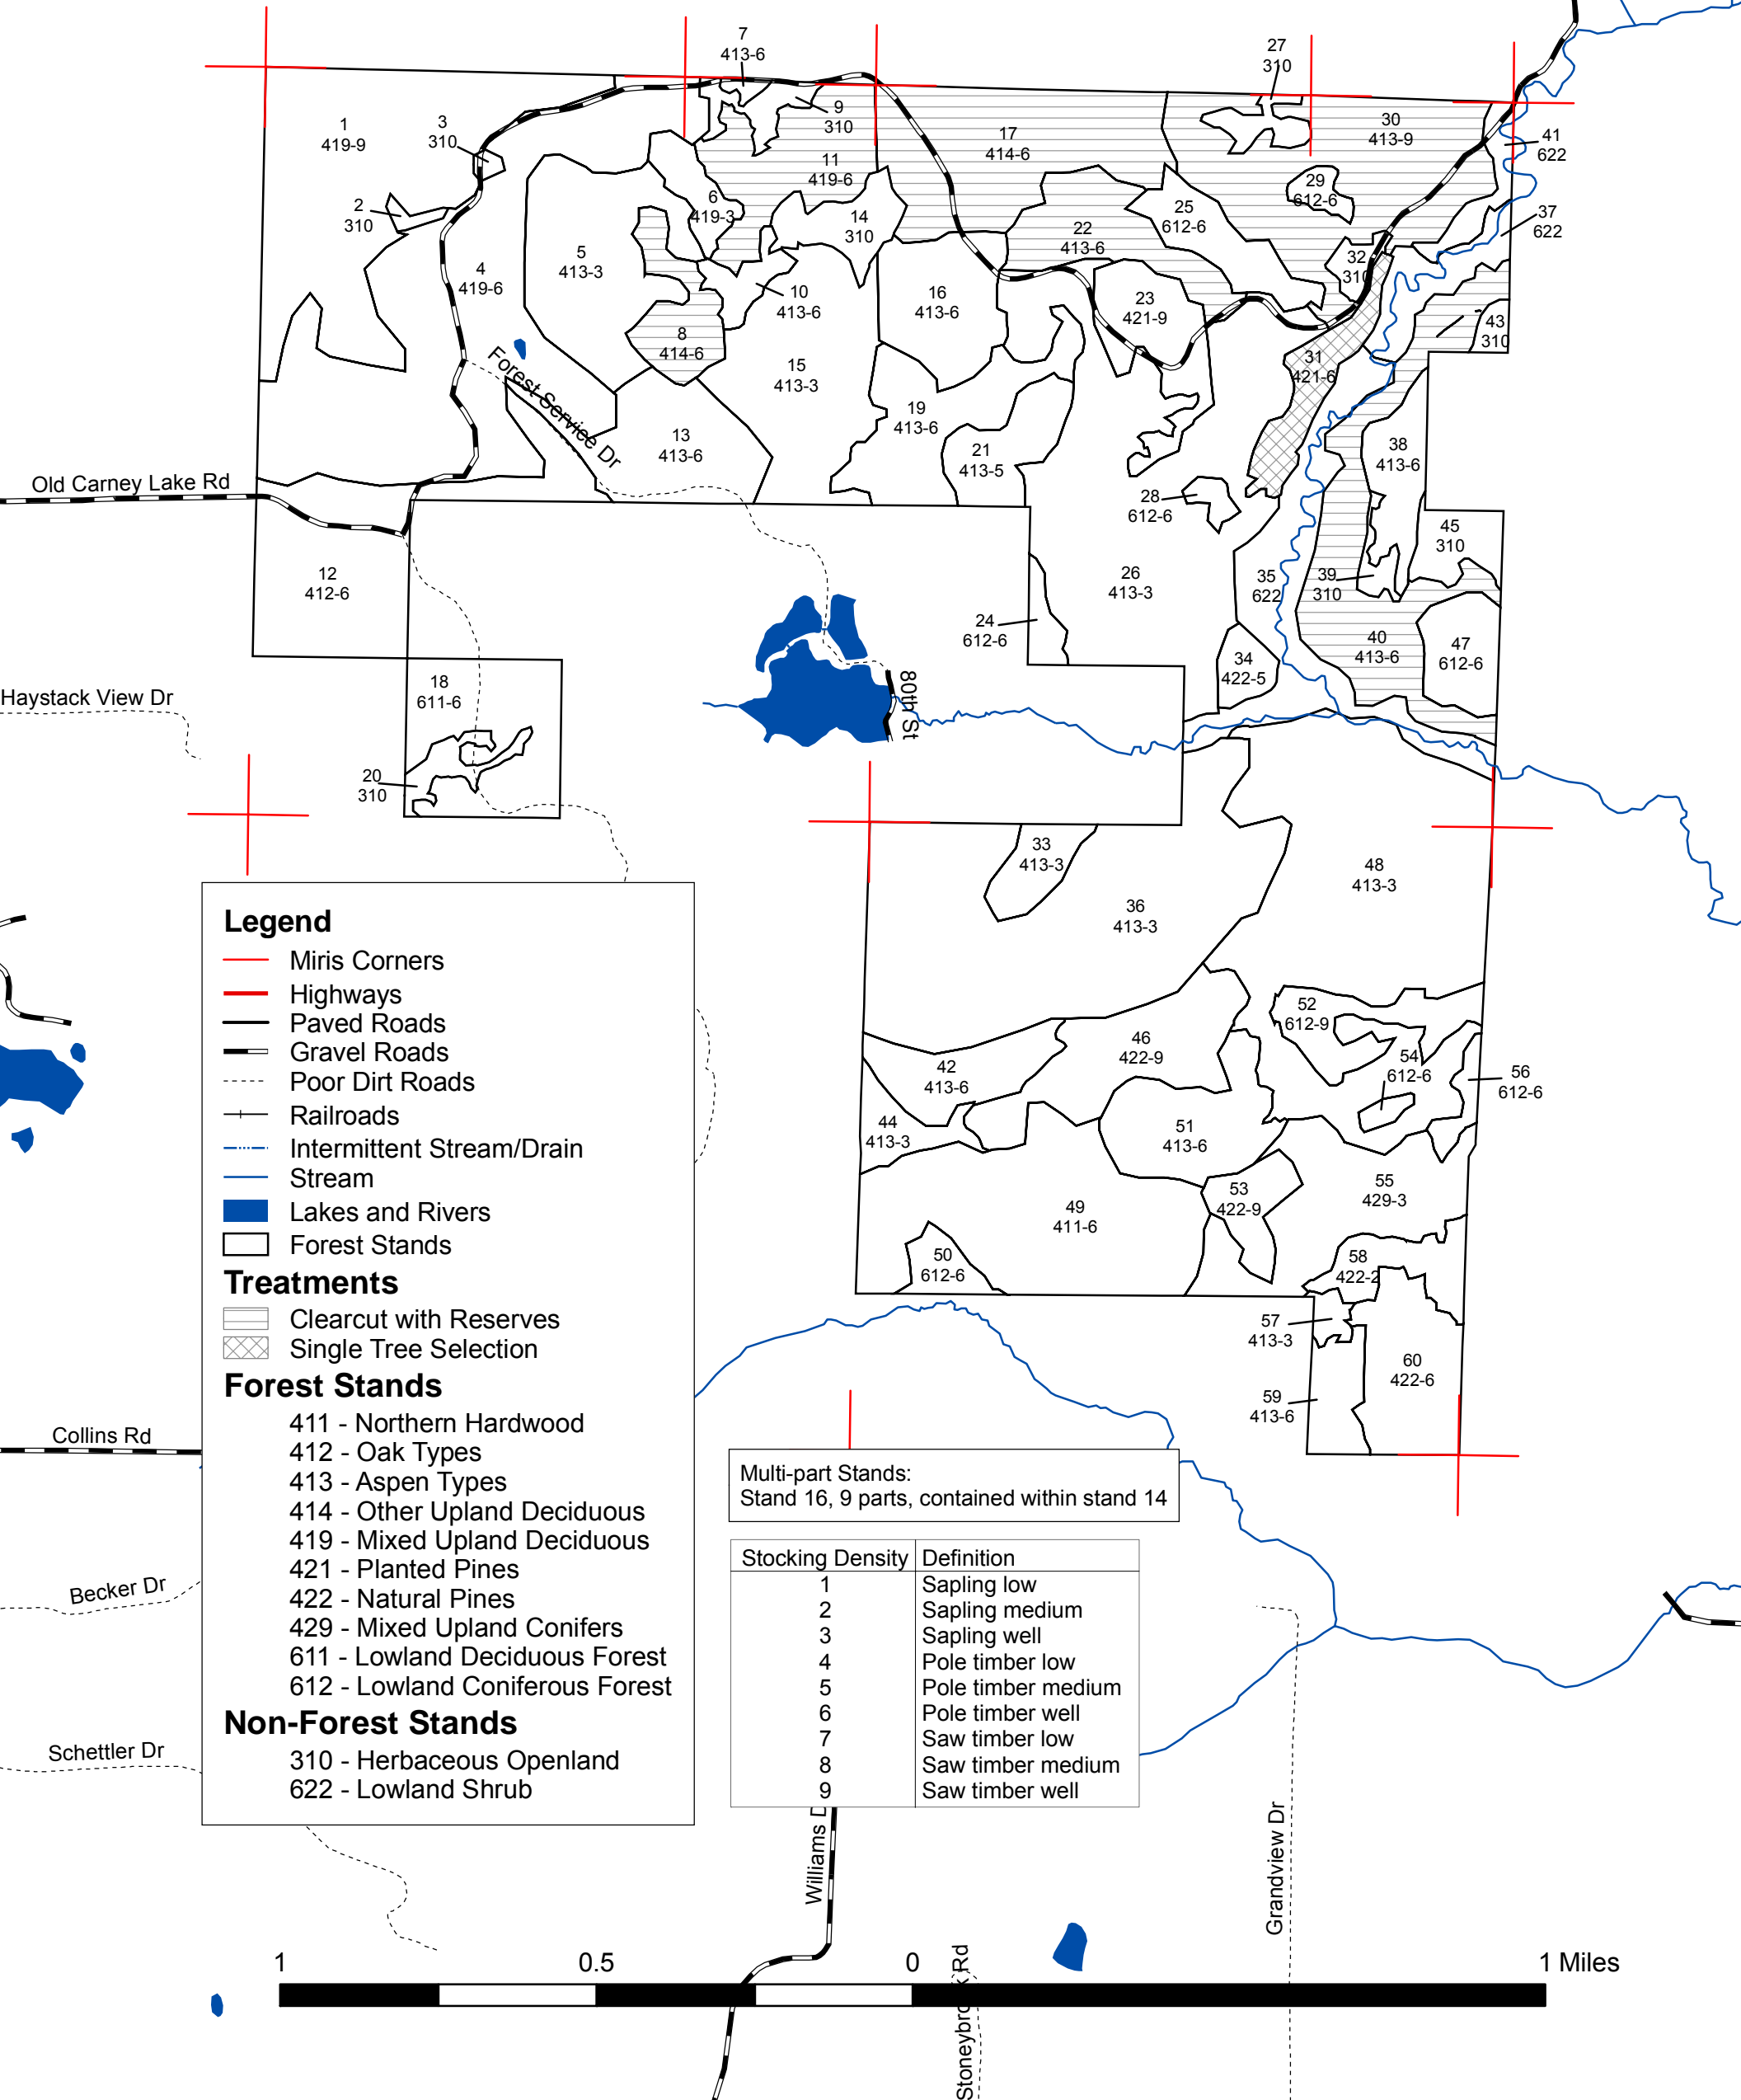 7
413-6
27
310
1
419-9
3
310
9
310
17
414-6
30
413-9
41
622
11
419-6
2
310
6
419-3
14
310
29
612-6
25
612-6
37
622
22
413-6
5
413-3
4
419-6
32
310
10
413-6
16
413-6
23
421-9
43
310
8
414-6
Forest Service Dr
15
413-3
31
421-6
19
413-6
13
413-6
21
413-5
38
413-6
Old Carney Lake Rd
28
612-6
45
310
12
412-6
26
413-3
35
622
39
310
24
612-6
40
413-6
47
612-6
34
422-5
18
611-6
80th St
Haystack View Dr
20
310
33
413-3
48
413-3
36
413-3
52
612-9
46
422-9
54
612-6
56
612-6
42
413-6
44
413-3
51
413-6
55
429-3
53
422-9
49
411-6
50
612-6
58
422-2
57
413-3
60
422-6
59
413-6
Legend
Miris Corners
Highways
Paved Roads
Gravel Roads
Poor Dirt Roads
Railroads
Intermittent Stream/Drain
Stream
Lakes and Rivers
Forest Stands
Treatments
Clearcut with Reserves
Single Tree Selection
Forest Stands
411 - Northern Hardwood
412 - Oak Types
413 - Aspen Types
414 - Other Upland Deciduous
419 - Mixed Upland Deciduous
421 - Planted Pines
422 - Natural Pines
429 - Mixed Upland Conifers
611 - Lowland Deciduous Forest
612 - Lowland Coniferous Forest
Non-Forest Stands
310 - Herbaceous Openland
622 - Lowland Shrub
Collins Rd
Becker Dr
Schettler Dr
Multi-part Stands:
Stand 16, 9 parts, contained within stand 14
Stocking Density Definition
1 Sapling low
2 Sapling medium
3 Sapling well
4 Pole timber low
5 Pole timber medium
6 Pole timber well
7 Saw timber low
8 Saw timber medium
9 Saw timber well
Williams D
Grandview Dr
Rd
1 0.5 0 1 Miles